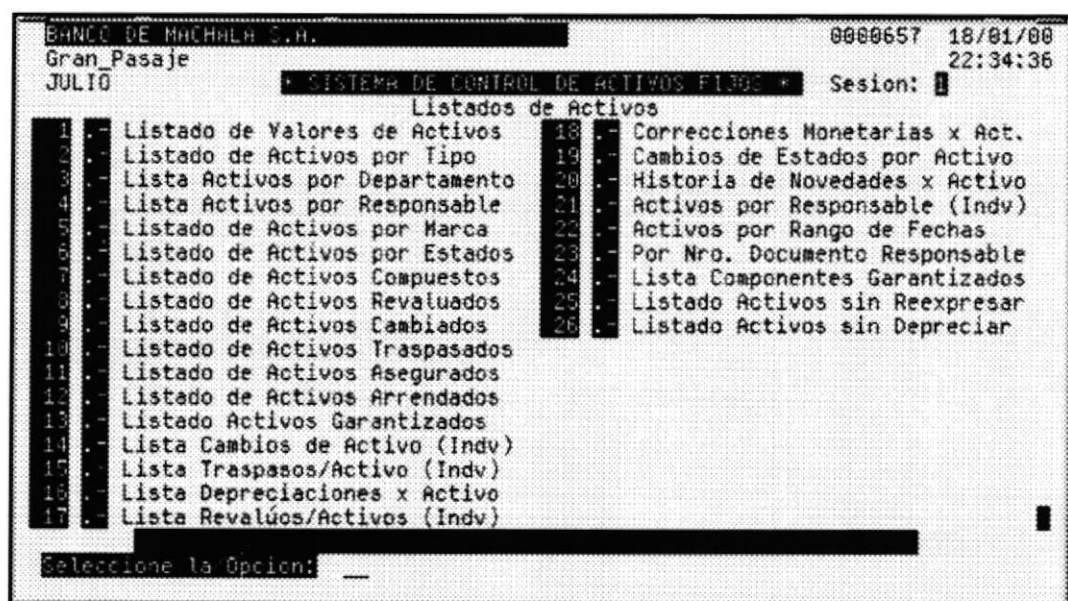 BANCO DE MACHALA S.A. 0000657 18/01/00
Gran_Pasaje 22:34:36
JULIO * SISTEMA DE CONTROL DE ACTIVOS FIJOS * Sesion: 1
Listados de Activos
1 .- Listado de Valores de Activos 18 .- Correcciones Monetarias x Act.
2 .- Listado de Activos por Tipo 19 .- Cambios de Estados por Activo
3 .- Lista Activos por Departamento 20 .- Historia de Novedades x Activo
4 .- Lista Activos por Responsable 21 .- Activos por Responsable (Indv)
5 .- Listado de Activos por Marca 22 .- Activos por Rango de Fechas
6 .- Listado de Activos por Estados 23 .- Por Nro. Documento Responsable
7 .- Listado de Activos Compuestos 24 .- Lista Componentes Garantizados
8 .- Listado de Activos Revaluados 25 .- Listado Activos sin Reexpresar
9 .- Listado de Activos Cambiados 26 .- Listado Activos sin Depreciar
10 .- Listado de Activos Traspasados
11 .- Listado de Activos Asegurados
12 .- Listado de Activos Arrendados
13 .- Listado Activos Garantizados
14 .- Lista Cambios de Activo (Indv)
15 .- Lista Traspasos/Activo (Indv)
16 .- Lista Depreciaciones x Activo
17 .- Lista Revalúos/Activos (Indv)
Seleccione la Opcion: __